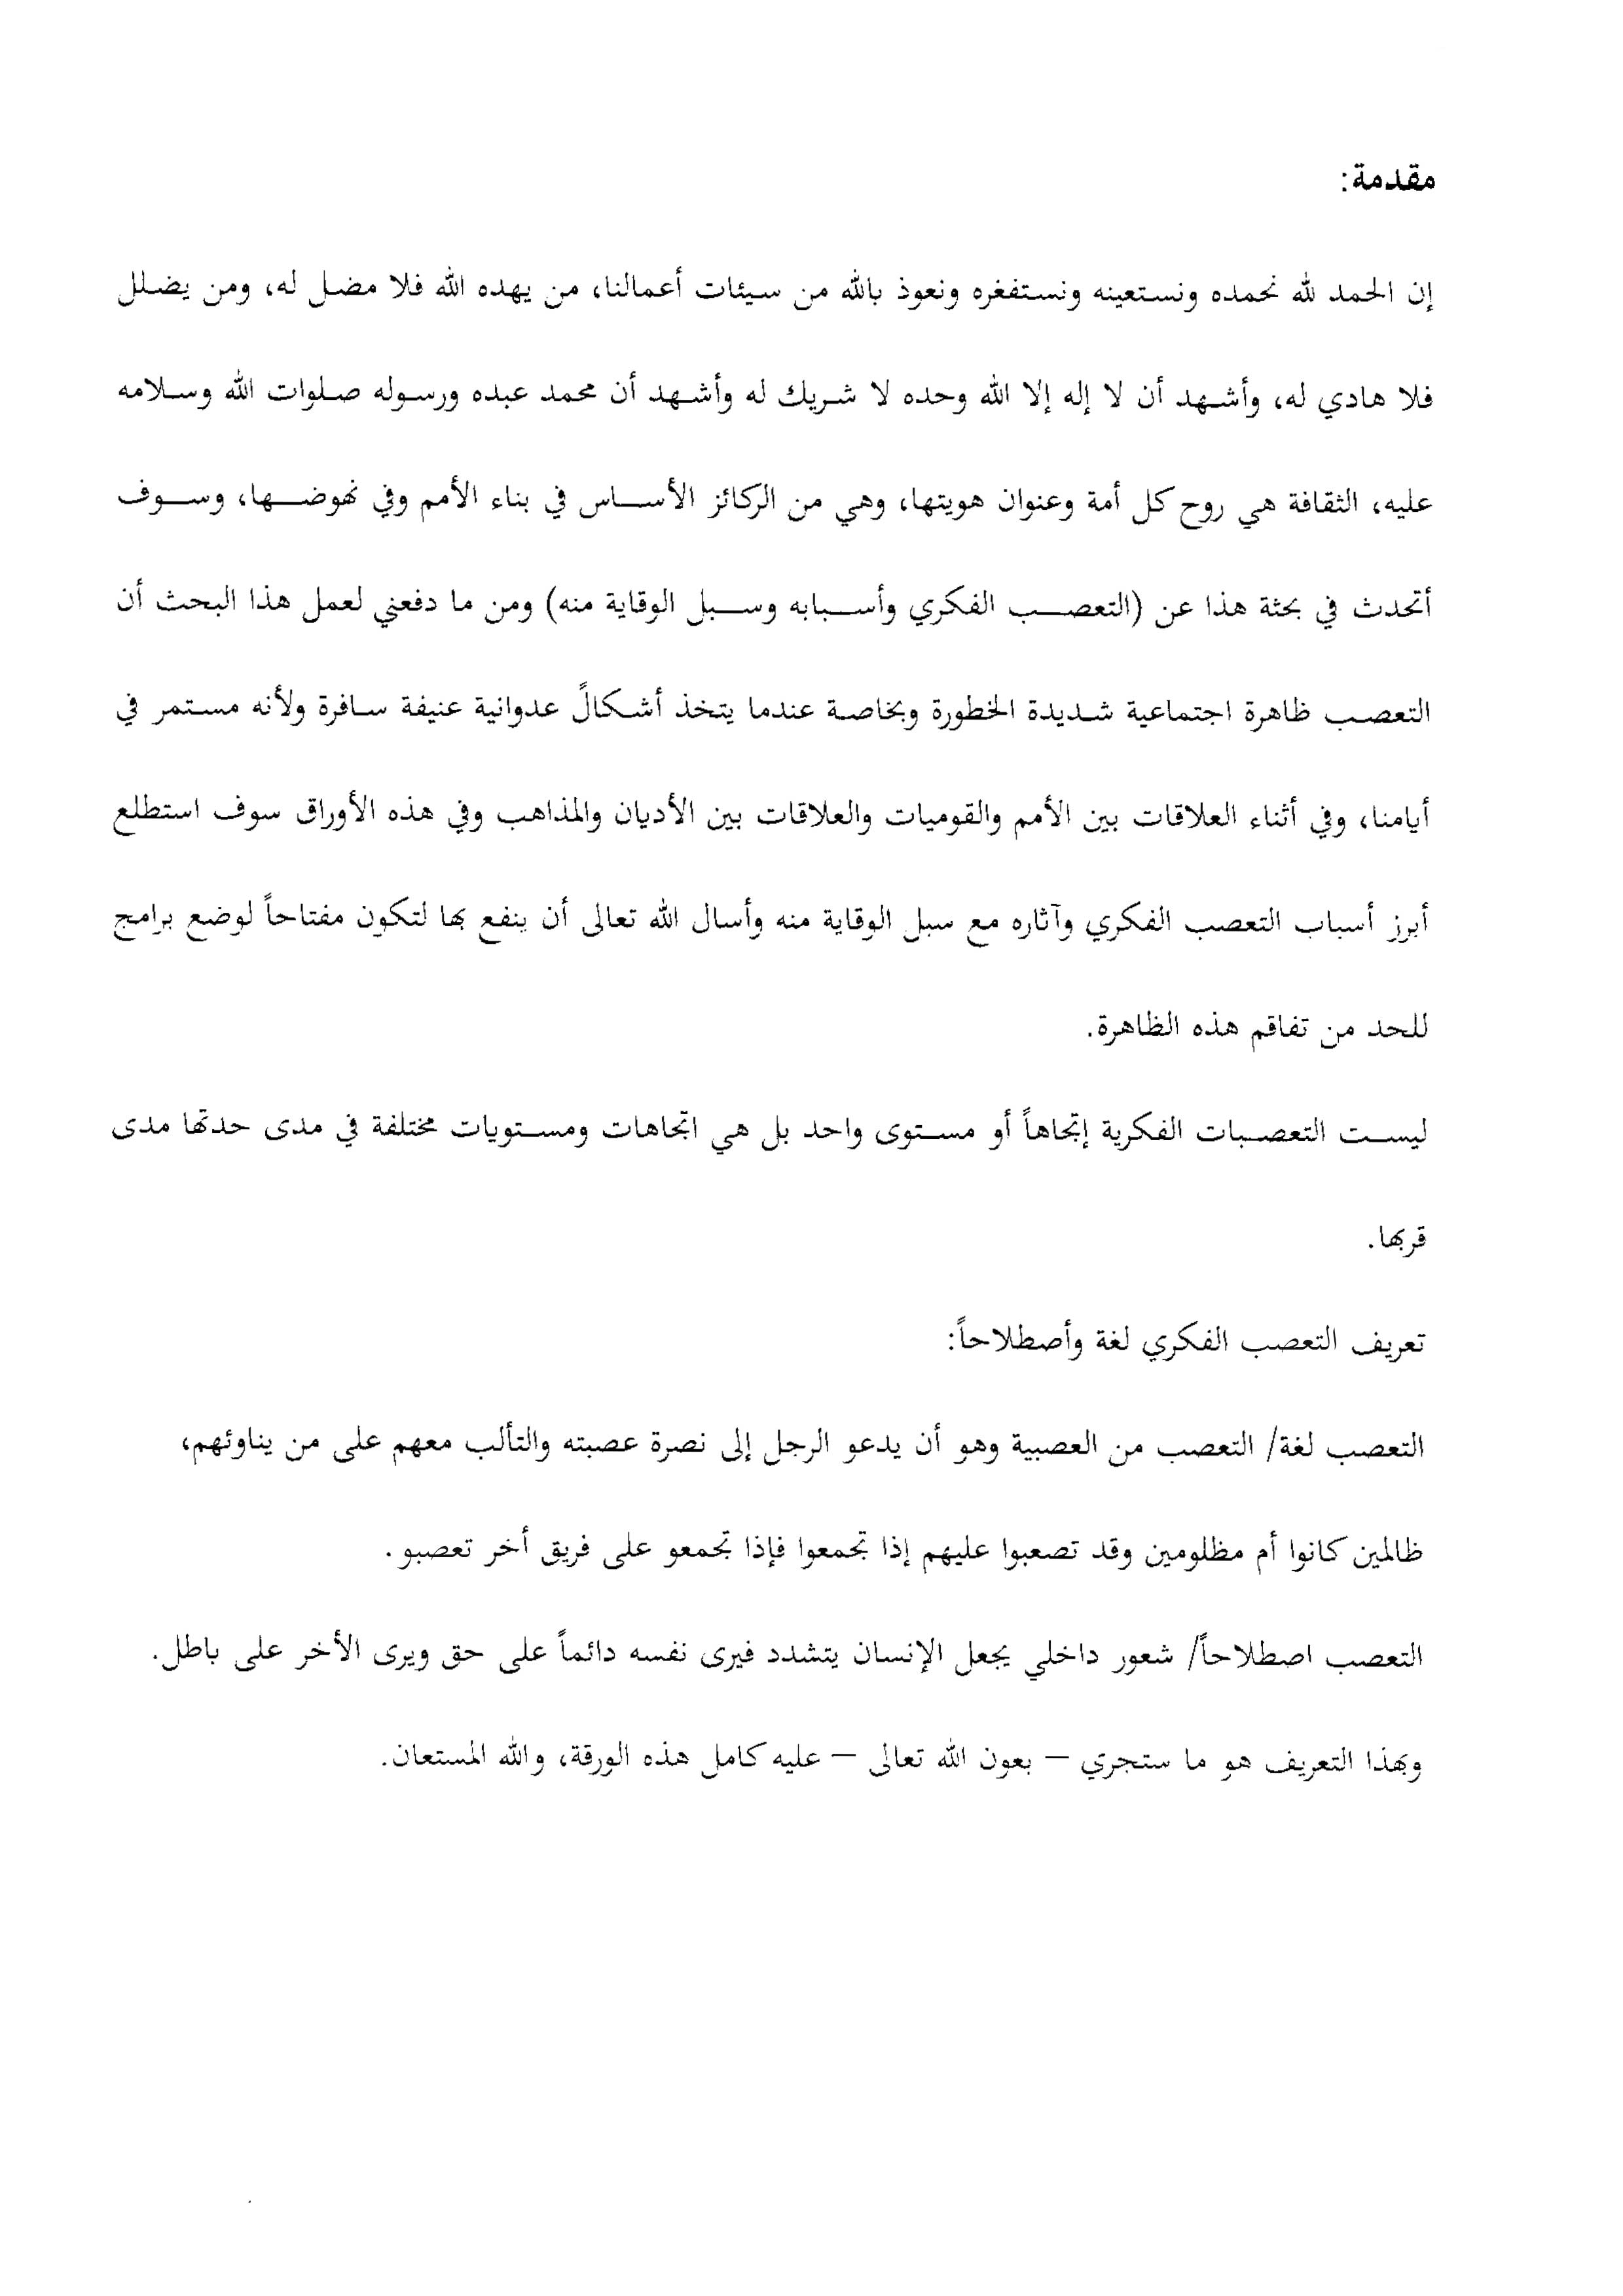 مقدمة:
إن الحمد لله نحمده ونستعينه ونستفغره ونعوذ بالله من سيئات أعمالنا، من يهده الله فلا مضل له، ومن يضلل
فلا هادي له، وأشهد أن لا إله إلا الله وحده لا شريك له وأشهد أن محمد عبده ورسوله صلوات الله وسلامه
عليه، الثقافة هي روح كل أمة وعنوان هويتها، وهي من الركائز الأساس في بناء الأمم وفي نهوضها، وسوف
أتحدث في بحثة هذا عن (التعصب الفكري وأسبابه وسبل الوقاية منه) ومن ما دفعني لعمل هذا البحث أن
التعصب ظاهرة اجتماعية شديدة الخطورة وبخاصة عندما يتخذ أشكالً عدوانية عنيفة سافرة ولأنه مستمر في
أيامنا، وفي أثناء العلاقات بين الأمم والقوميات والعلاقات بين الأديان والمذاهب وفي هذه الأوراق سوف استطلع
أبرز أسباب التعصب الفكري وآثاره مع سبل الوقاية منه وأسال الله تعالى أن ينفع بها لتكون مفتاحاً لوضع برامج
للحد من تفاقم هذه الظاهرة.
ليست التعصبات الفكرية إتجاهاً أو مستوى واحد بل هي اتجاهات ومستويات مختلفة في مدى حدتها مدى
قربها.
تعريف التعصب الفكري لغة وأصطلاحاً:
التعصب لغة/ التعصب من العصبية وهو أن يدعو الرجل إلى نصرة عصبته والتألب معهم على من يناوئهم،
ظالمين كانوا أم مظلومين وقد تصعبوا عليهم إذا تجمعوا فإذا تجمعو على فريق أخر تعصبو.
التعصب اصطلاحاً/ شعور داخلي يجعل الإنسان يتشدد فيرى نفسه دائماً على حق ويرى الأخر على باطل.
وبهذا التعريف هو ما ستجري – بعون الله تعالى – عليه كامل هذه الورقة، والله المستعان.